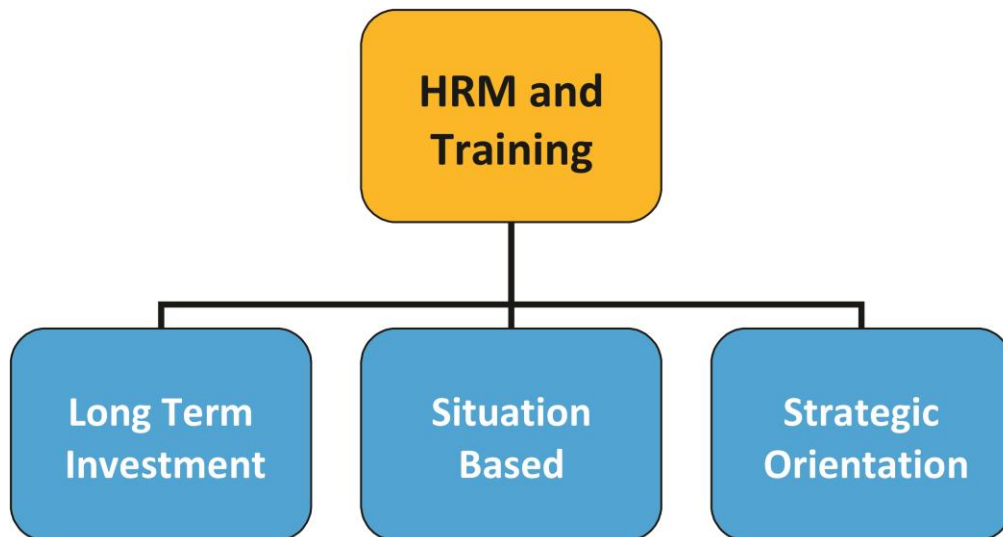 HRM and
Training
Long Term
Investment
Situation
Based
Strategic
Orientation